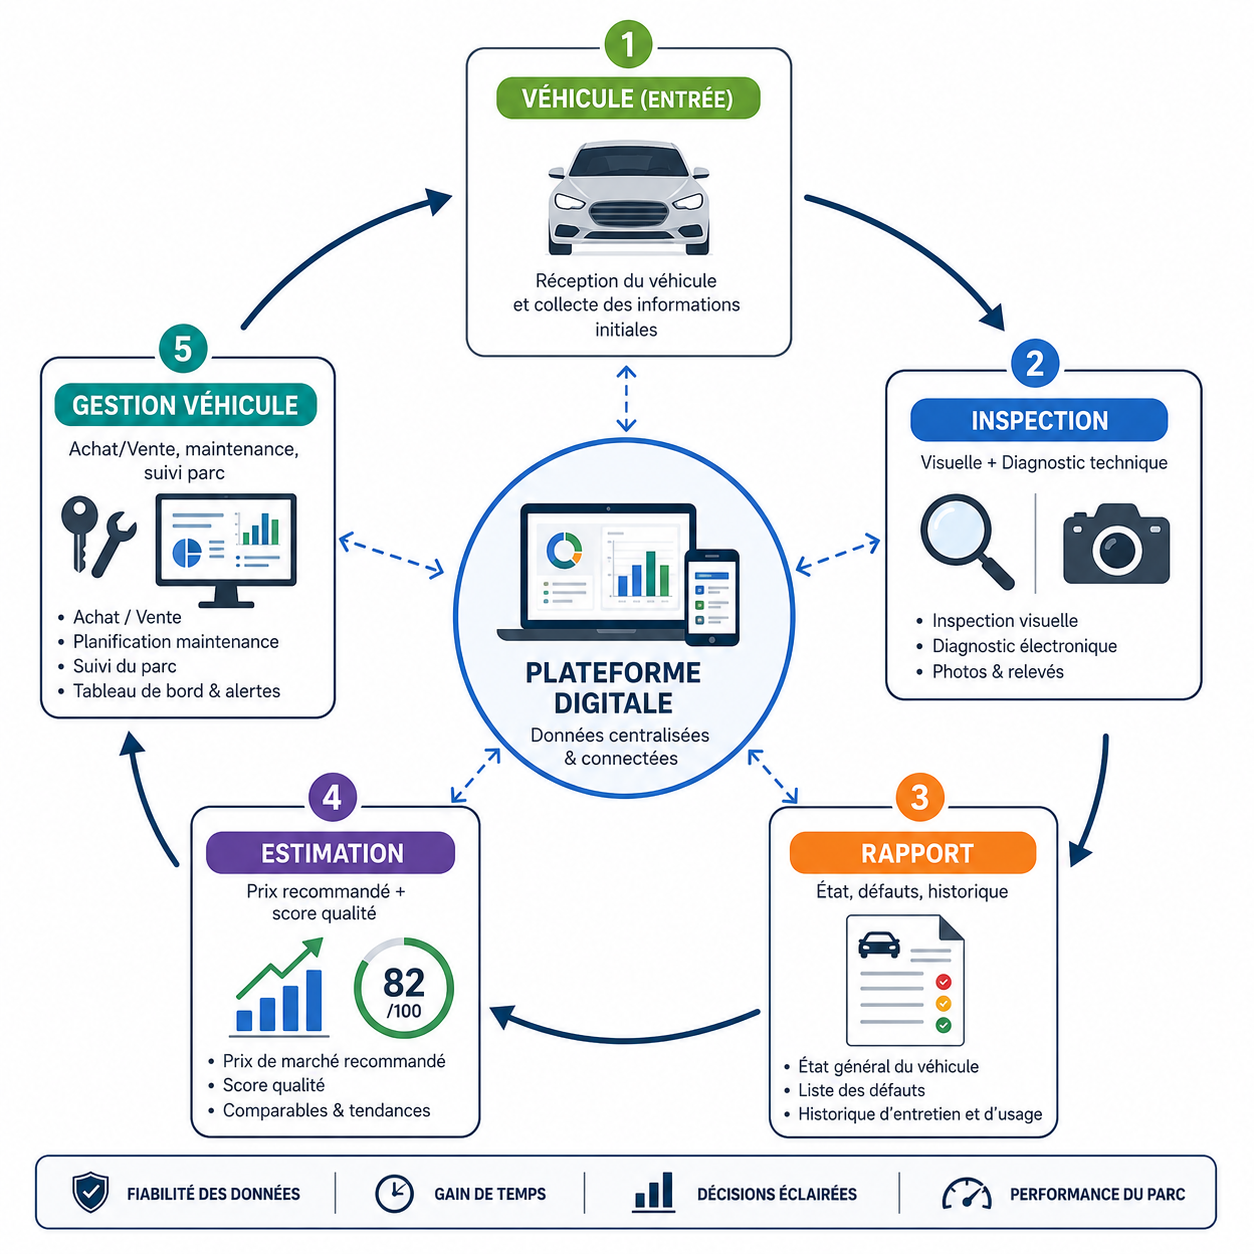 1
VÉHICULE (ENTRÉE)
Réception du véhicule
et collecte des informations
initiales
2
INSPECTION
Visuelle + Diagnostic technique
• Inspection visuelle
• Diagnostic électronique
• Photos & relevés
3
RAPPORT
État, défauts, historique
• État général du véhicule
• Liste des défauts
• Historique d'entretien et d'usage
4
ESTIMATION
Prix recommandé +
score qualité
82
/100
• Prix de marché recommandé
• Score qualité
• Comparables & tendances
5
GESTION VÉHICULE
Achat/Vente, maintenance,
suivi parc
• Achat / Vente
• Planification maintenance
• Suivi du parc
• Tableau de bord & alertes
PLATEFORME
DIGITALE
Données centralisées
& connectées
FIABILITÉ DES DONNÉES
GAIN DE TEMPS
DÉCISIONS ÉCLAIRÉES
PERFORMANCE DU PARC